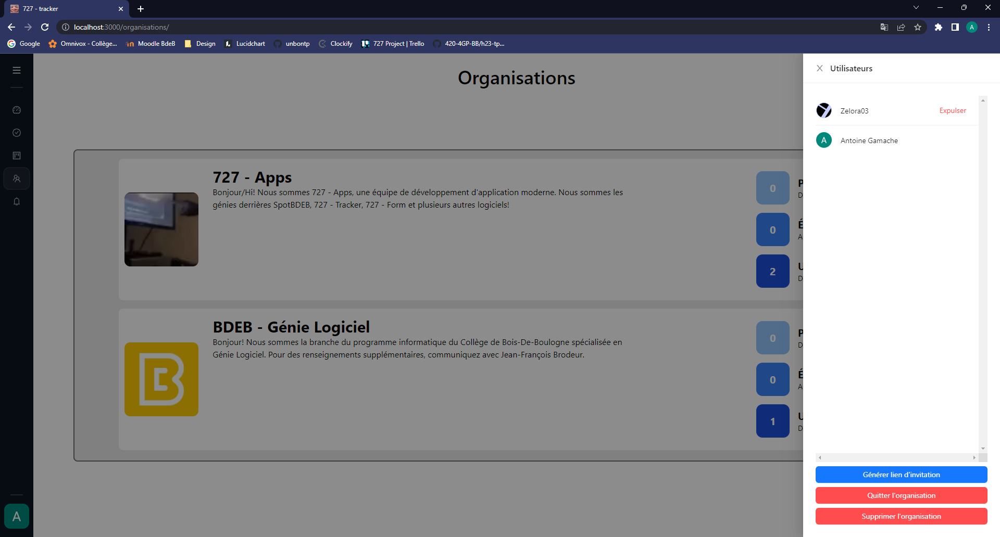 727 - tracker
localhost:3000/organisations/
A
Google
Omnivox - Collège...
Moodle BdeB
Design
Lucidchart
unbontp
Clockify
727 Project | Trello
420-4GP-BB/h23-tp...
Organisations
727 - Apps
Bonjour/Hi! Nous sommes 727 - Apps, une équipe de développement d'application moderne. Nous sommes les
génies derrières SpotBDEB, 727 - Tracker, 727 - Form et plusieurs autres logiciels!
0
P
D
0
É
A
2
U
D
BDEB - Génie Logiciel
Bonjour! Nous sommes la branche du programme informatique du Collège de Bois-De-Boulogne spécialisée en
Génie Logiciel. Pour des renseignements supplémentaires, communiquez avec Jean-François Brodeur.
B
0
P
D
0
É
A
1
U
D
A
Utilisateurs
Zelora03
Expulser
A
Antoine Gamache
Générer lien d'invitation
Quitter l'organisation
Supprimer l'organisation